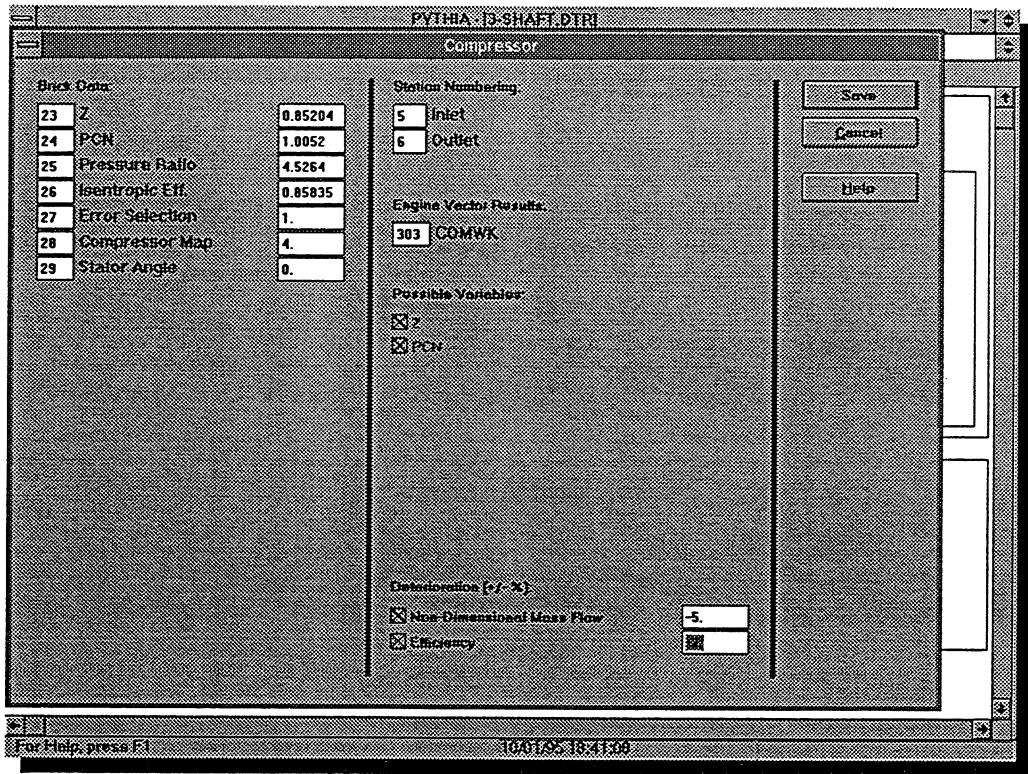 PYTHIA - [3-SHAFT.DTR]
Compressor
Brick Data:
23 Z 0.85204
24 PCN 1.0052
25 Pressure Ratio 4.5264
26 Isentropic Eff. 0.85835
27 Error Selection 1.
28 Compressor Map 4.
29 Stator Angle 0.
Station Numbering:
5 Inlet
6 Outlet
Engine Vector Results:
303 COMWK
Possible Variables:
Z
PCN
Deterioration [+/- %]:
Non-Dimensional Mass Flow -5.
Efficiency
Save
Cancel
Help
For Help, press F1
10/01/95 18:41:08